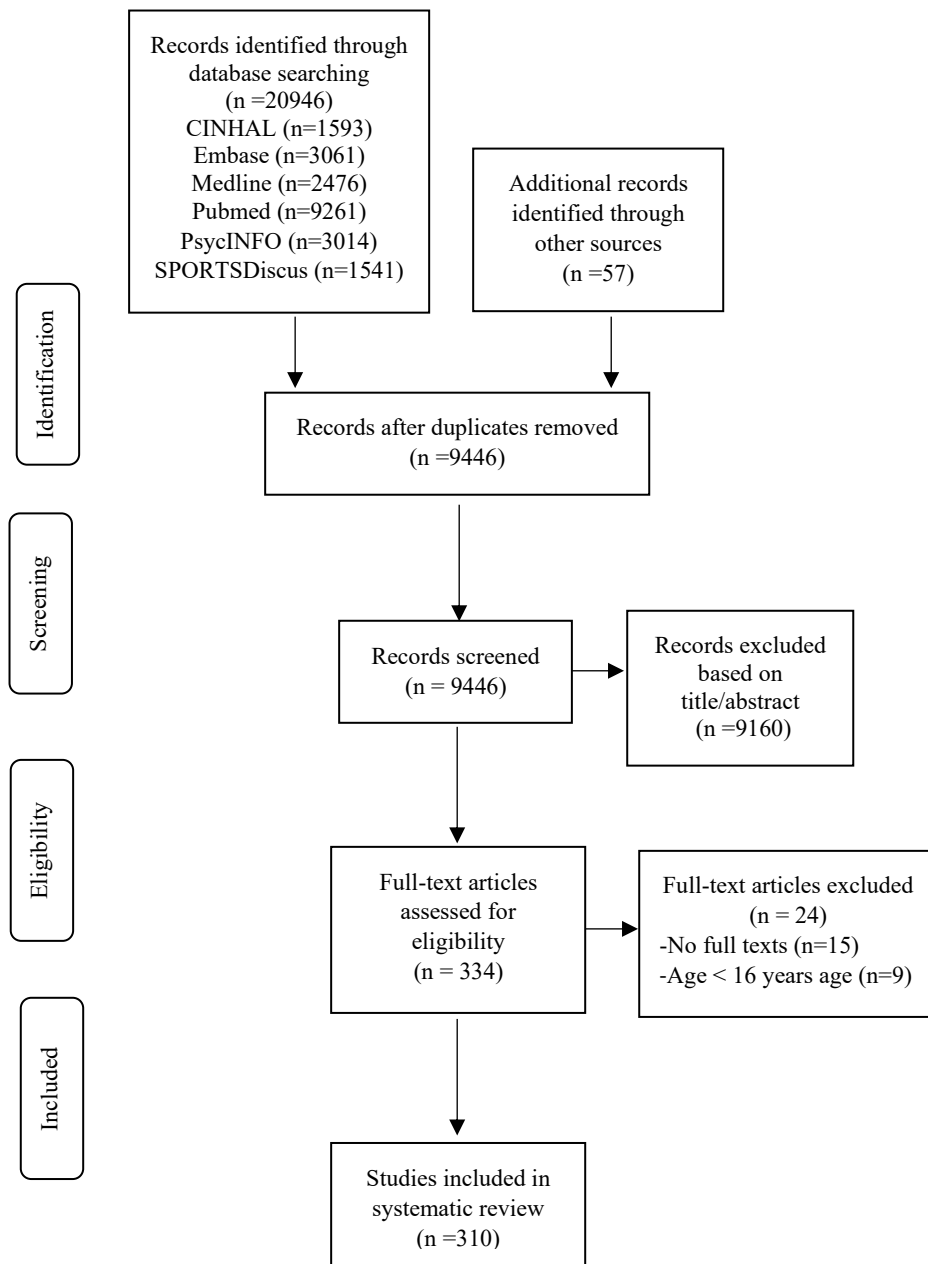 Records identified through
database searching
(n =20946)
CINHAL (n=1593)
Embase (n=3061)
Medline (n=2476)
Pubmed (n=9261)
PsycINFO (n=3014)
SPORTSDiscus (n=1541)
Additional records
identified through
other sources
(n =57)
Identification
Records after duplicates removed
(n =9446)
Screening
Records screened
(n = 9446)
Records excluded
based on
title/abstract
(n =9160)
Eligibility
Full-text articles
assessed for
eligibility
(n = 334)
Full-text articles excluded
(n = 24)
-No full texts (n=15)
-Age < 16 years age (n=9)
Included
Studies included in
systematic review
(n =310)